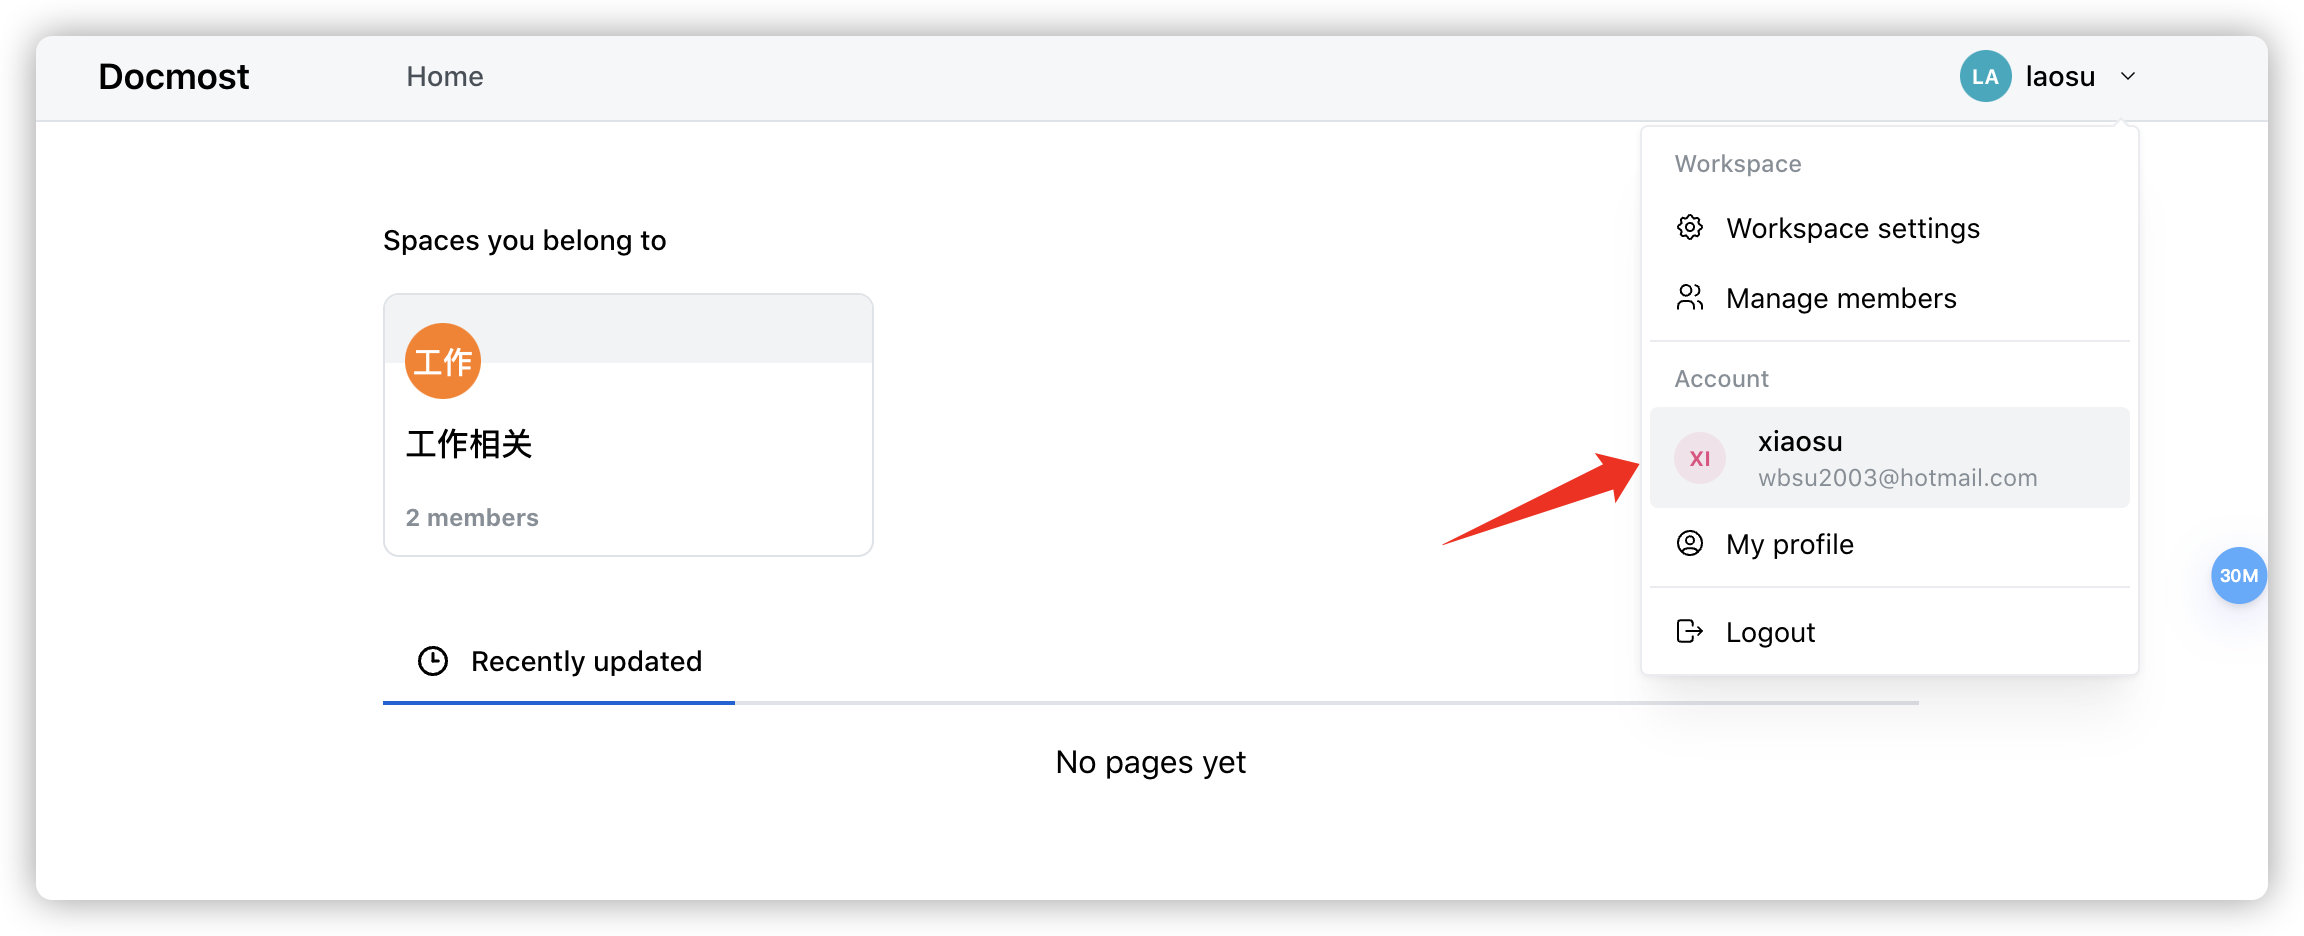 Docmost
Home
LA
laosu
Workspace
Workspace settings
Manage members
Account
XI
xiaosu
wbsu2003@hotmail.com
My profile
Logout
Spaces you belong to
工作
工作相关
2 members
Recently updated
No pages yet
30M